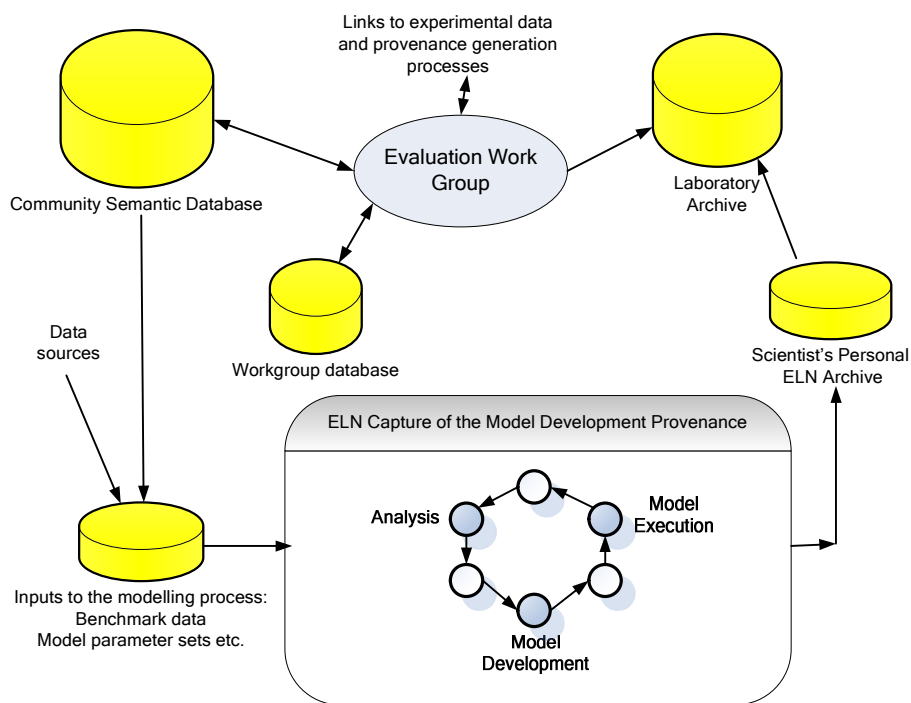 Links to experimental data
and provenance generation
processes
Evaluation Work
Group
Community Semantic Database
Laboratory
Archive
Data
sources
Workgroup database
Scientist's Personal
ELN Archive
ELN Capture of the Model Development Provenance
Analysis
Model
Execution
Model
Development
Inputs to the modelling process:
Benchmark data
Model parameter sets etc.